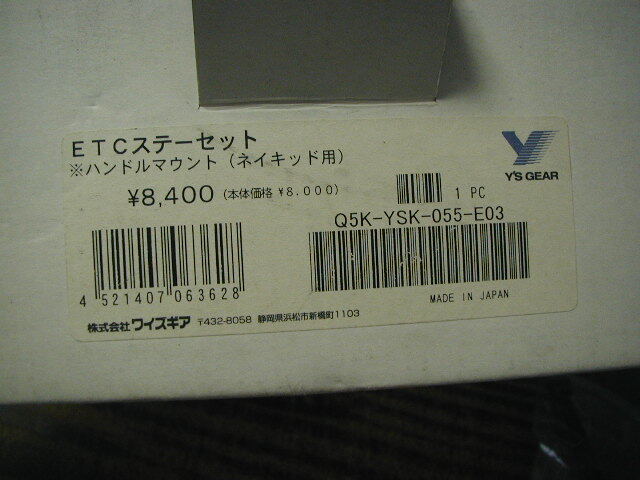 ETCステーセット
※ハンドルマウント(ネイキッド用)
Y'S GEAR
¥8,400 (本体価格 ¥8.000)
1 PC
Q5K-YSK-055-E03
4 521407 063628
MADE IN JAPAN
株式会社 ワイズギア 〒432-8058 静岡県浜松市新橋町1103